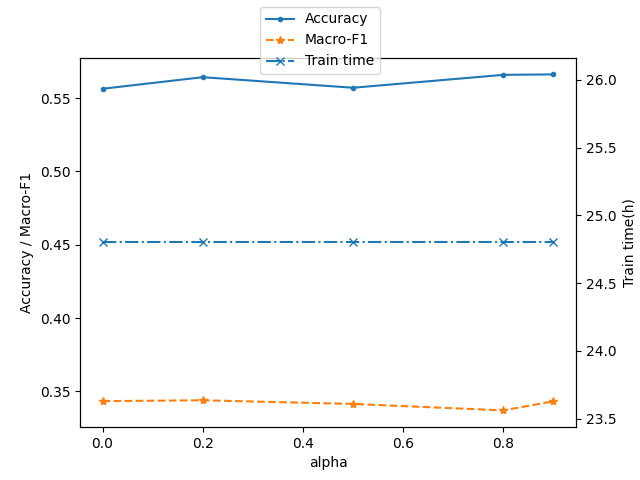 Accuracy
Macro-F1
Train time
Accuracy / Macro-F1
0.55
0.50
0.45
0.40
0.35
26.0
25.5
25.0
24.5
24.0
23.5
Train time(h)
0.0 0.2 0.4 0.6 0.8
alpha